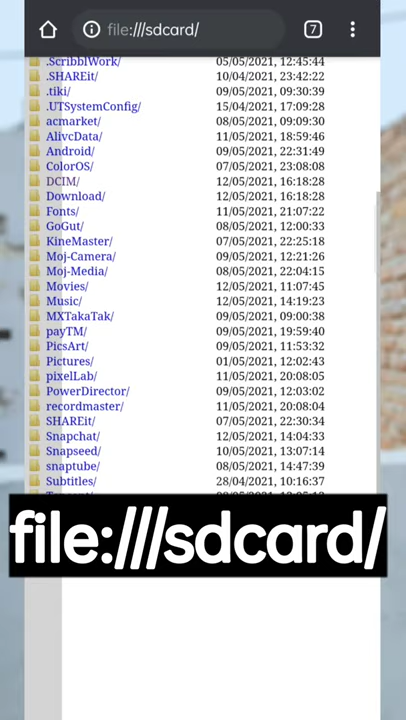 file:///sdcard/
7
.ScribblWork/ 05/05/2021, 12:45:44
.SHAREit/ 10/04/2021, 23:42:22
.tiki/ 09/05/2021, 09:30:39
.UTSystemConfig/ 15/04/2021, 17:09:28
acmarket/ 08/05/2021, 09:09:30
AlivcData/ 11/05/2021, 18:59:46
Android/ 09/05/2021, 22:31:49
ColorOS/ 07/05/2021, 23:08:08
DCIM/ 12/05/2021, 16:18:28
Download/ 12/05/2021, 16:18:28
Fonts/ 11/05/2021, 21:07:22
GoGut/ 08/05/2021, 12:00:33
KineMaster/ 07/05/2021, 22:25:18
Moj-Camera/ 09/05/2021, 12:21:26
Moj-Media/ 08/05/2021, 22:04:15
Movies/ 12/05/2021, 11:07:45
Music/ 12/05/2021, 14:19:23
MXTakaTak/ 09/05/2021, 09:00:38
payTM/ 09/05/2021, 19:59:40
PicsArt/ 09/05/2021, 11:53:32
Pictures/ 01/05/2021, 12:02:43
pixelLab/ 11/05/2021, 20:08:05
PowerDirector/ 09/05/2021, 12:03:02
recordmaster/ 11/05/2021, 20:08:04
SHAREit/ 07/05/2021, 22:30:34
Snapchat/ 12/05/2021, 14:04:33
Snapseed/ 10/05/2021, 13:07:14
snaptube/ 08/05/2021, 14:47:39
Subtitles/ 28/04/2021, 10:16:37
file:///sdcard/